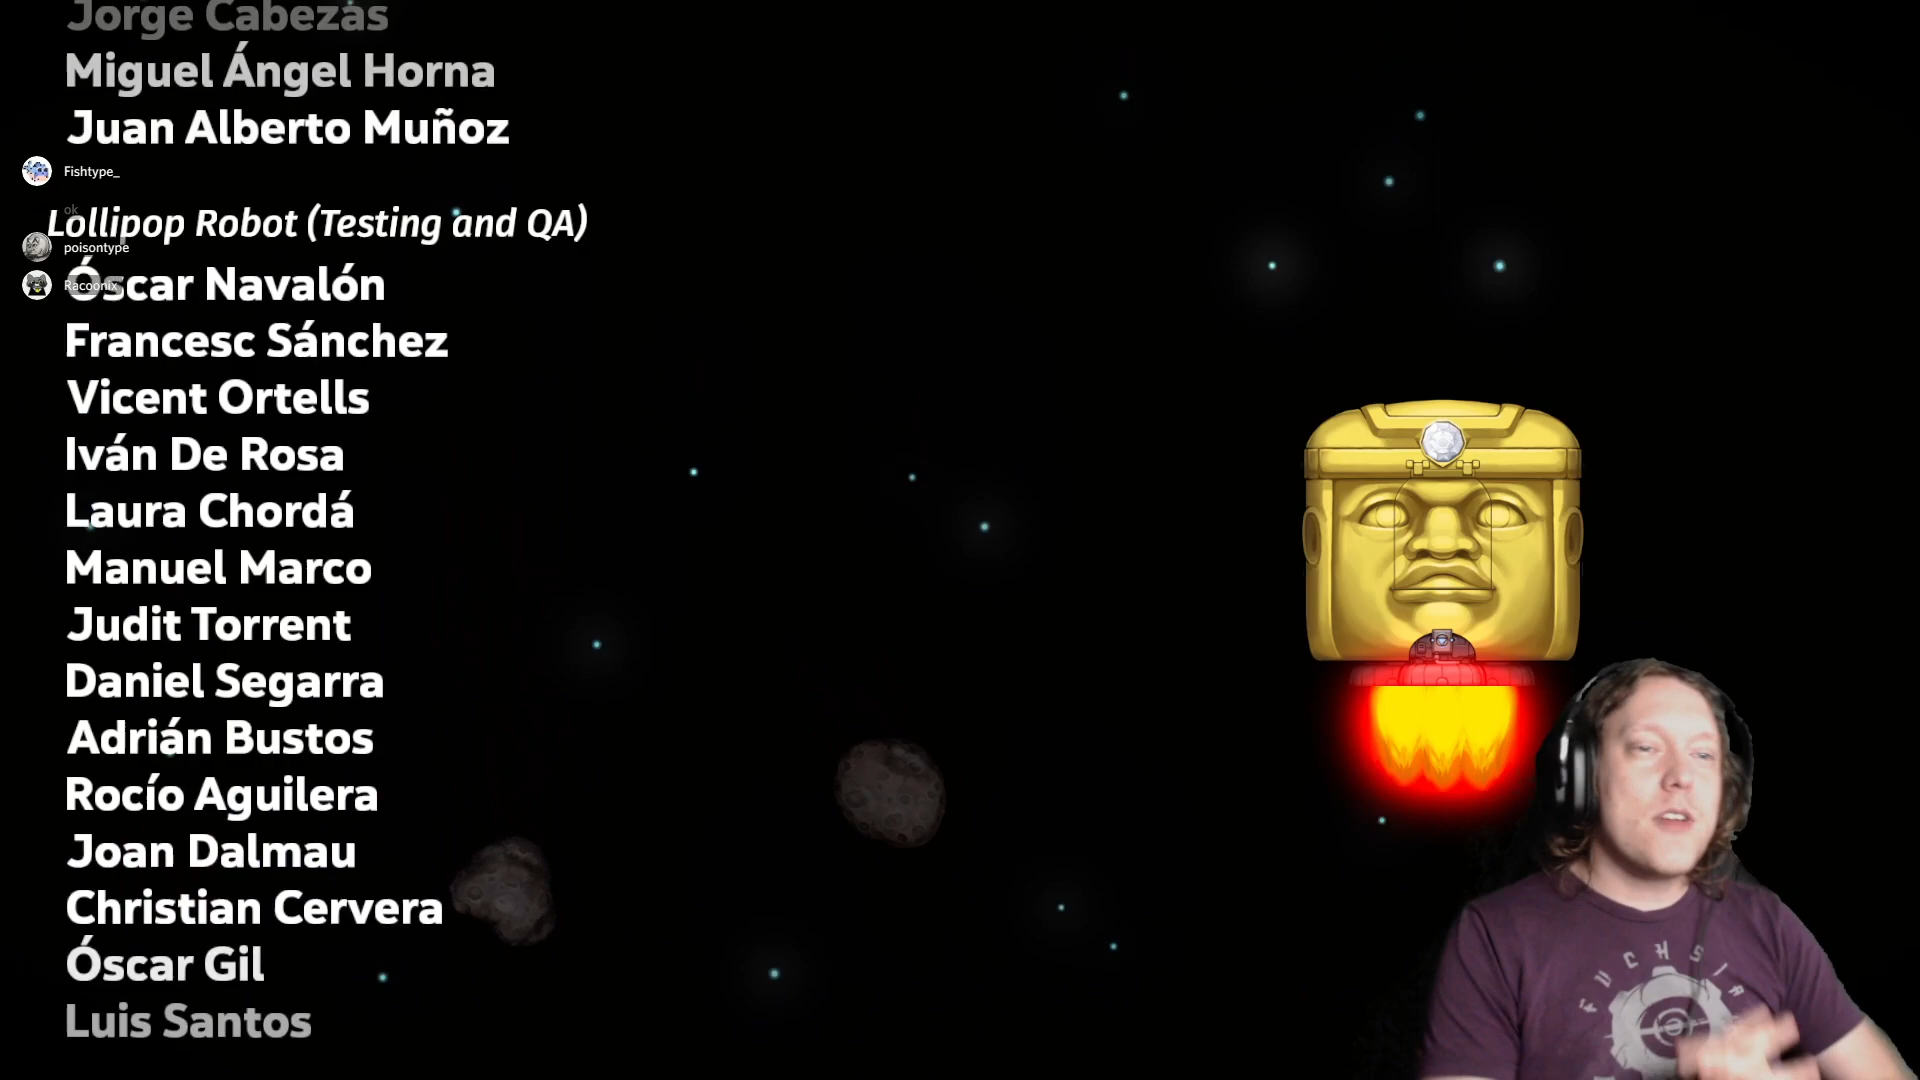 Jorge Cabezas
Miguel Ángel Horna
Juan Alberto Muñoz
Fishtype_
ok
Lollipop Robot (Testing and QA)
poisontype
Óscar Navalón
Racoonix
Francesc Sánchez
Vicent Ortells
Iván De Rosa
Laura Chordá
Manuel Marco
Judit Torrent
Daniel Segarra
Adrián Bustos
Rocío Aguilera
Joan Dalmau
Christian Cervera
Óscar Gil
Luis Santos
FUCHSIA